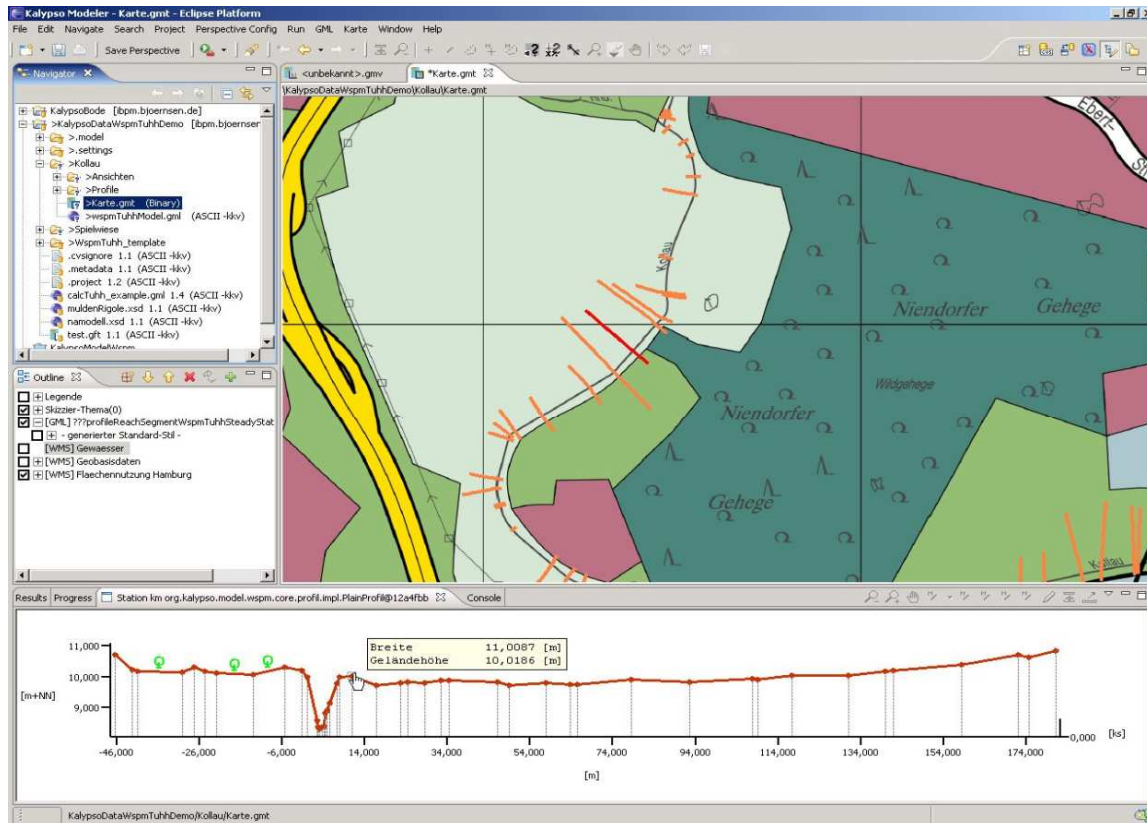 Kalypso Modeler - Karte.gmt - Eclipse Platform
File Edit Navigate Search Project Perspective Config Run GML Karte Window Help
Save Perspective
Navigator
KalypsoBode [ibpm.bjoernsen.de]
>KalypsoDataWspmTuhhDemo [ibpm.bjoernsen
>.model
>.settings
>Kollau
>Ansichten
>Profile
>Karte.gmt (Binary)
>wspmTuhhModel.gml (ASCII -kkv)
>Spielwiese
>WspmTuhh_template
.cvsignore 1.1 (ASCII -kkv)
.metadata 1.1 (ASCII -kkv)
.project 1.2 (ASCII -kkv)
calcTuhh_example.gml 1.4 (ASCII -kkv)
muldenRigole.xsd 1.1 (ASCII -kkv)
namodell.xsd 1.1 (ASCII -kkv)
test.gft 1.1 (ASCII -kkv)
KalypsoModelWspm
Outline
Legende
Skizzier-Thema(0)
[GML] ???profileReachSegmentWspmTuhhSteadyStat
- generierter Standard-Stil -
[WMS] Gewaesser
[WMS] Geobasisdaten
[WMS] Flaechennutzung Hamburg
<unbekannt>.gmv
*Karte.gmt
\KalypsoDataWspmTuhhDemo\Kollau\Karte.gmt
Ebert-
Kollau
Niendorfer Gehege
Wildgehege
Niendorfer
Gehege
Kollau
Results Progress Station km org.kalypso.model.wspm.core.profil.impl.PlainProfil@12a4fbb Console
Breite 11,0087 [m]
Geländehöhe 10,0186 [m]
11,000
10,000
[m+NN]
9,000
0,000 [ks]
-46,000 -26,000 -6,000 14,000 34,000 54,000 74,000 94,000 114,000 134,000 154,000 174,000
[m]
KalypsoDataWspmTuhhDemo/Kollau/Karte.gmt